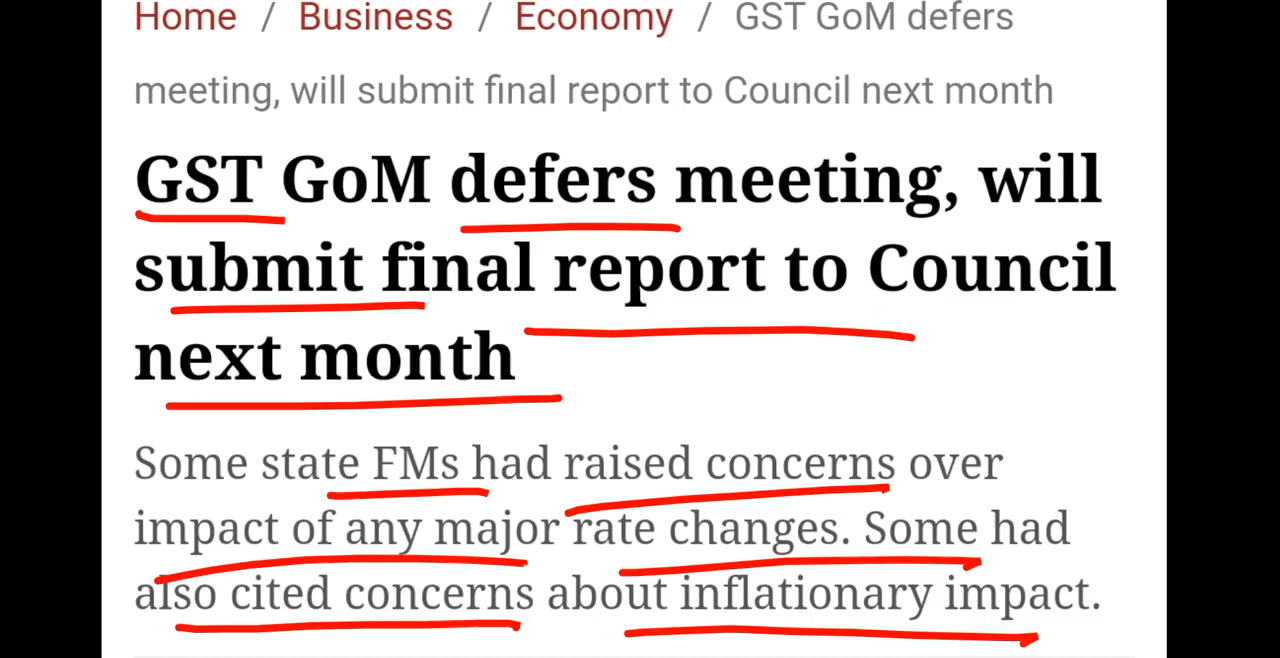 Home / Business / Economy / GST GoM defers
meeting, will submit final report to Council next month
GST GoM defers meeting, will
submit final report to Council
next month
Some state FMs had raised concerns over
impact of any major rate changes. Some had
also cited concerns about inflationary impact.